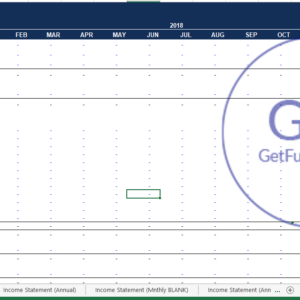 2018
FEB MAR APR MAY JUN JUL AUG SEP OCT
G
GetFu
Income Statement (Annual) Income Statement (Mnthly BLANK) Income Statement (Ann ...